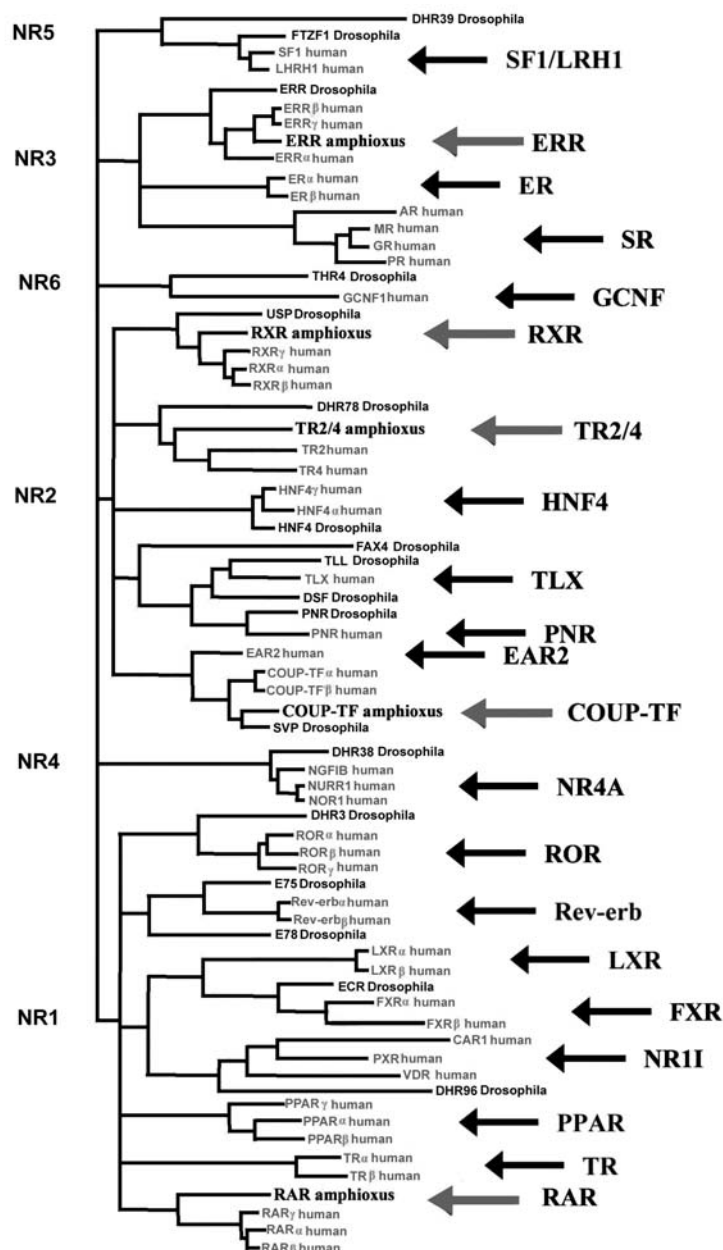 NR5
DHR39 Drosophila
FTZF1 Drosophila
SF1 human
LHRH1 human
SF1/LRH1
NR3
ERR Drosophila
ERRβ human
ERRγ human
ERR amphioxus
ERRα human
ERR
ERα human
ERβ human
ER
AR human
MR human
GR human
PR human
SR
NR6
THR4 Drosophila
GCNF1human
GCNF
NR2
USP Drosophila
RXR amphioxus
RXRγ human
RXRα human
RXRβ human
RXR
DHR78 Drosophila
TR2/4 amphioxus
TR2human
TR4 human
TR2/4
HNF4γ human
HNF4α human
HNF4 Drosophila
HNF4
FAX4 Drosophila
TLL Drosophila
TLX human
DSF Drosophila
TLX
PNR Drosophila
PNR human
PNR
EAR2 human
EAR2
COUP-TFα human
COUP-TFβ human
COUP-TF amphioxus
SVP Drosophila
COUP-TF
NR4
DHR38 Drosophila
NGFIB human
NURR1 human
NOR1 human
NR4A
NR1
DHR3 Drosophila
RORα human
RORβ human
RORγ human
ROR
E75 Drosophila
Rev-erbα human
Rev-erbβ human
E78 Drosophila
Rev-erb
LXRα human
LXRβ human
LXR
ECR Drosophila
FXRα human
FXRβ human
FXR
CAR1 human
PXRhuman
VDR human
DHR96 Drosophila
NR1I
PPARγ human
PPARα human
PPARβ human
PPAR
TRα human
TRβ human
TR
RAR amphioxus
RARγ human
RARα human
RARβ human
RAR